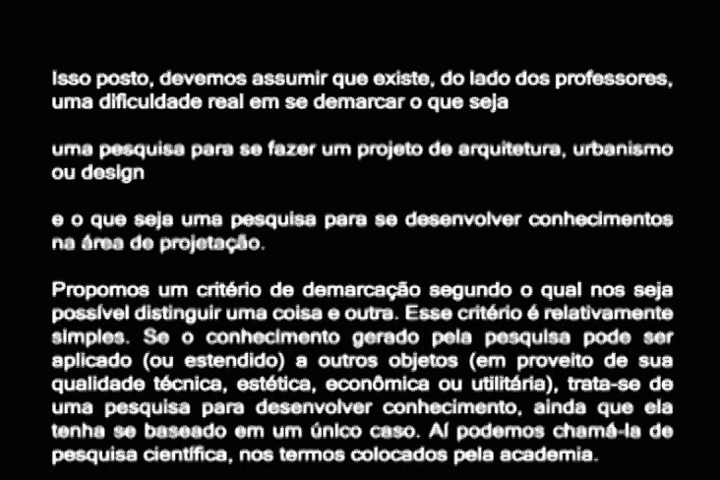 Isso posto, devemos assumir que existe, do lado dos professores,
uma dificuldade real em se demarcar o que seja
uma pesquisa para se fazer um projeto de arquitetura, urbanismo
ou design
e o que seja uma pesquisa para se desenvolver conhecimentos
na área de projetação.
Propomos um critério de demarcação segundo o qual nos seja
possível distinguir uma coisa e outra. Esse critério é relativamente
simples. Se o conhecimento gerado pela pesquisa pode ser
aplicado (ou estendido) a outros objetos (em proveito de sua
qualidade técnica, estética, econômica ou utilitária), trata-se de
uma pesquisa para desenvolver conhecimento, ainda que ela
tenha se baseado em um único caso. Aí podemos chamá-la de
pesquisa científica, nos termos colocados pela academia.